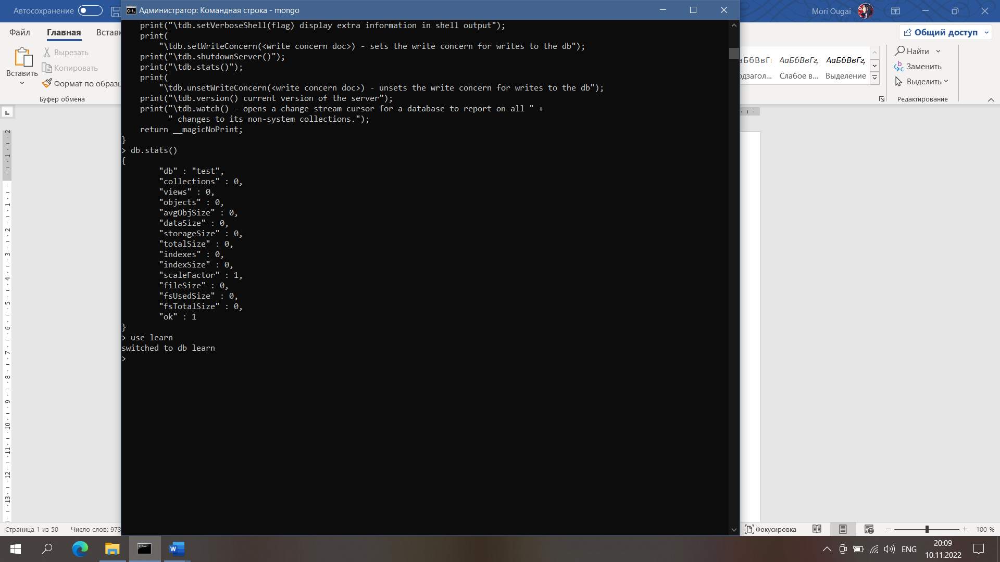 Автосохранение
Администратор: Командная строка - mongo
Mori Ougai
Файл
Главная
Встав
Общий доступ
Вставить
Вырезать
Копировать
Формат по образц
Буфер обмена
АаБбВвГг,
АаБбВвГг,
Слабое в...
Выделение
Найти
Заменить
Выделить
Редактирование
print("\tdb.setVerboseShell(flag) display extra information in shell output");
print(
"\tdb.setWriteConcern(<write concern doc>) - sets the write concern for writes to the db");
print("\tdb.shutdownServer()");
print("\tdb.stats()");
print(
"\tdb.unsetWriteConcern(<write concern doc>) - unsets the write concern for writes to the db");
print("\tdb.version() current version of the server");
print("\tdb.watch() - opens a change stream cursor for a database to report on all " +
" changes to its non-system collections.");
return __magicNoPrint;
}
> db.stats()
{
"db" : "test",
"collections" : 0,
"views" : 0,
"objects" : 0,
"avgObjSize" : 0,
"dataSize" : 0,
"storageSize" : 0,
"totalSize" : 0,
"indexes" : 0,
"indexSize" : 0,
"scaleFactor" : 1,
"fileSize" : 0,
"fsUsedSize" : 0,
"fsTotalSize" : 0,
"ok" : 1
}
> use learn
switched to db learn
>
Страница 1 из 50
Число слов: 973
Фокусировка
100 %
ENG
20:09
10.11.2022